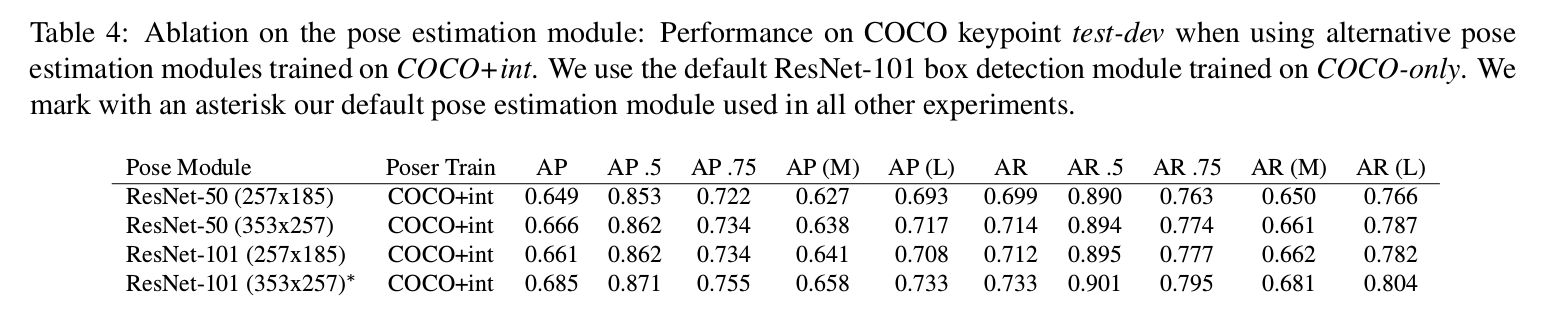 Table 4: Ablation on the pose estimation module: Performance on COCO keypoint test-dev when using alternative pose
estimation modules trained on COCO+int. We use the default ResNet-101 box detection module trained on COCO-only. We
mark with an asterisk our default pose estimation module used in all other experiments.
Pose Module Poser Train AP AP .5 AP .75 AP (M) AP (L) AR AR .5 AR .75 AR (M) AR (L)
ResNet-50 (257x185) COCO+int 0.649 0.853 0.722 0.627 0.693 0.699 0.890 0.763 0.650 0.766
ResNet-50 (353x257) COCO+int 0.666 0.862 0.734 0.638 0.717 0.714 0.894 0.774 0.661 0.787
ResNet-101 (257x185) COCO+int 0.661 0.862 0.734 0.641 0.708 0.712 0.895 0.777 0.662 0.782
ResNet-101 (353x257)* COCO+int 0.685 0.871 0.755 0.658 0.733 0.733 0.901 0.795 0.681 0.804